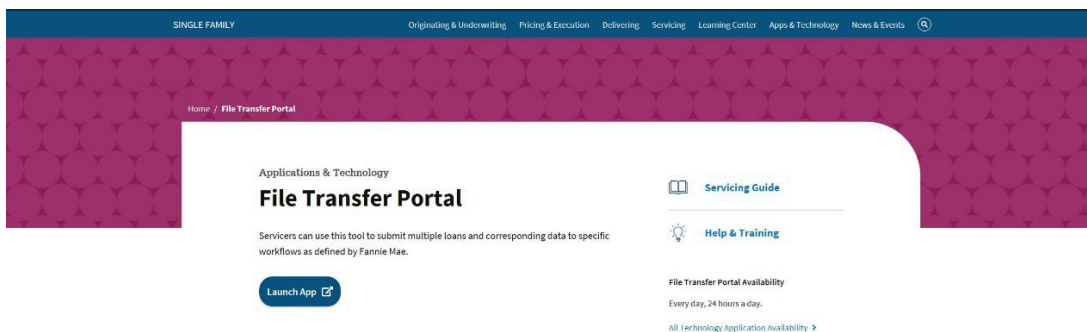 SINGLE FAMILY Originating & Underwriting Pricing & Execution Delivering Servicing Learning Center Apps & Technology News & Events
Home / File Transfer Portal
Applications & Technology
File Transfer Portal
Servicers can use this tool to submit multiple loans and corresponding data to specific
workflows as defined by Fannie Mae.
Launch App
Servicing Guide
Help & Training
File Transfer Portal Availability
Every day, 24 hours a day.
All Technology Application Availability >